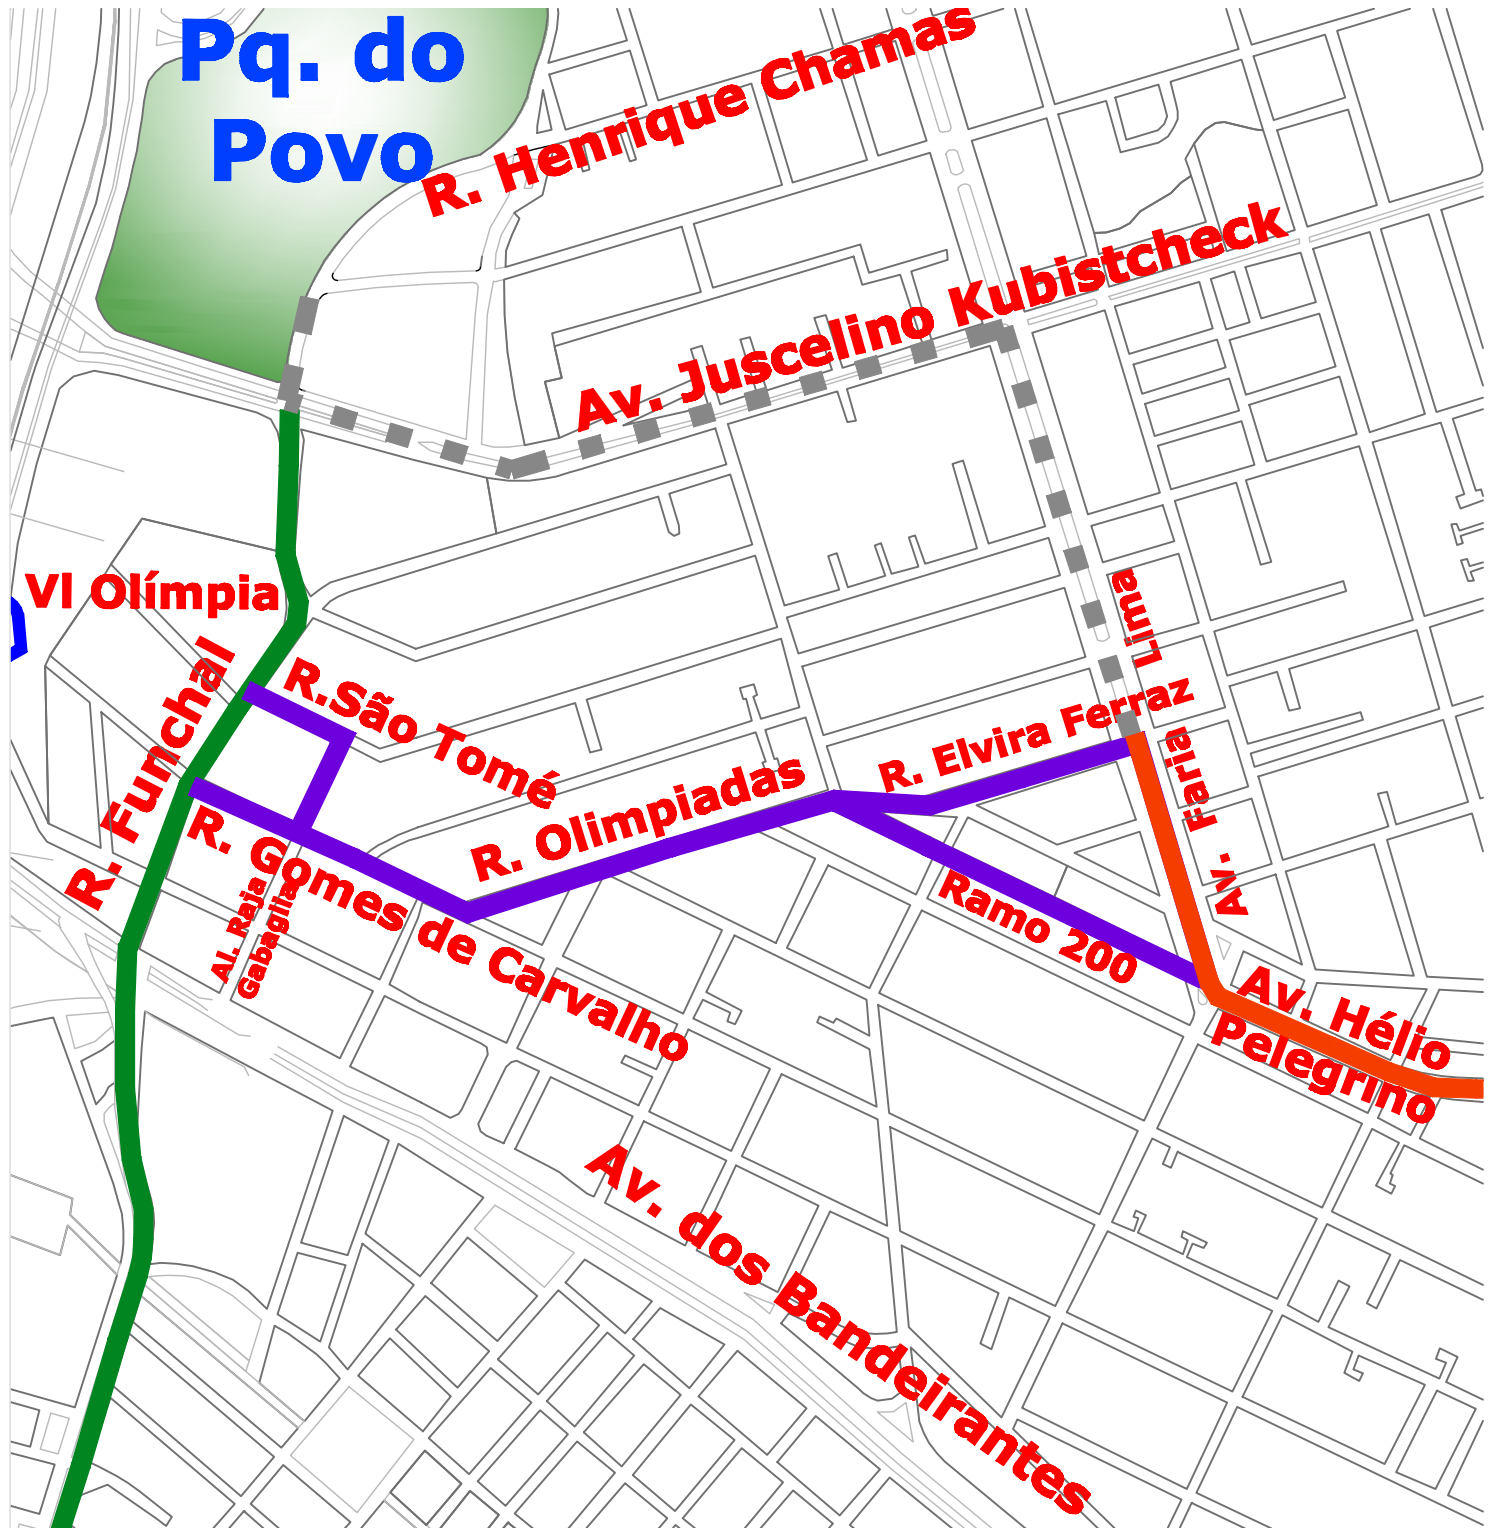 Pq. do
Povo
R. Henrique Chamas
Av. Juscelino Kubistcheck
Vl Olímpia
R. Funchal
R.São Tomé
R. Gomes de Carvalho
Al. Raja
Gabaglia
R. Olimpiadas
R. Elvira Ferraz
Av. Faria Lima
Ramo 200
Av. Hélio
Pelegrino
Av. dos Bandeirantes